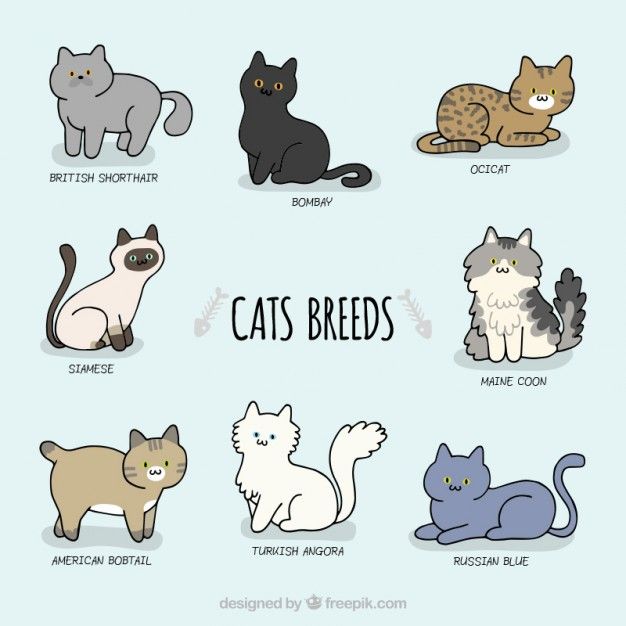 BRITISH SHORTHAIR
BOMBAY
OCICAT
SIAMESE
CATS BREEDS
MAINE COON
AMERICAN BOBTAIL
TURKISH ANGORA
RUSSIAN BLUE
designed by freepik.com